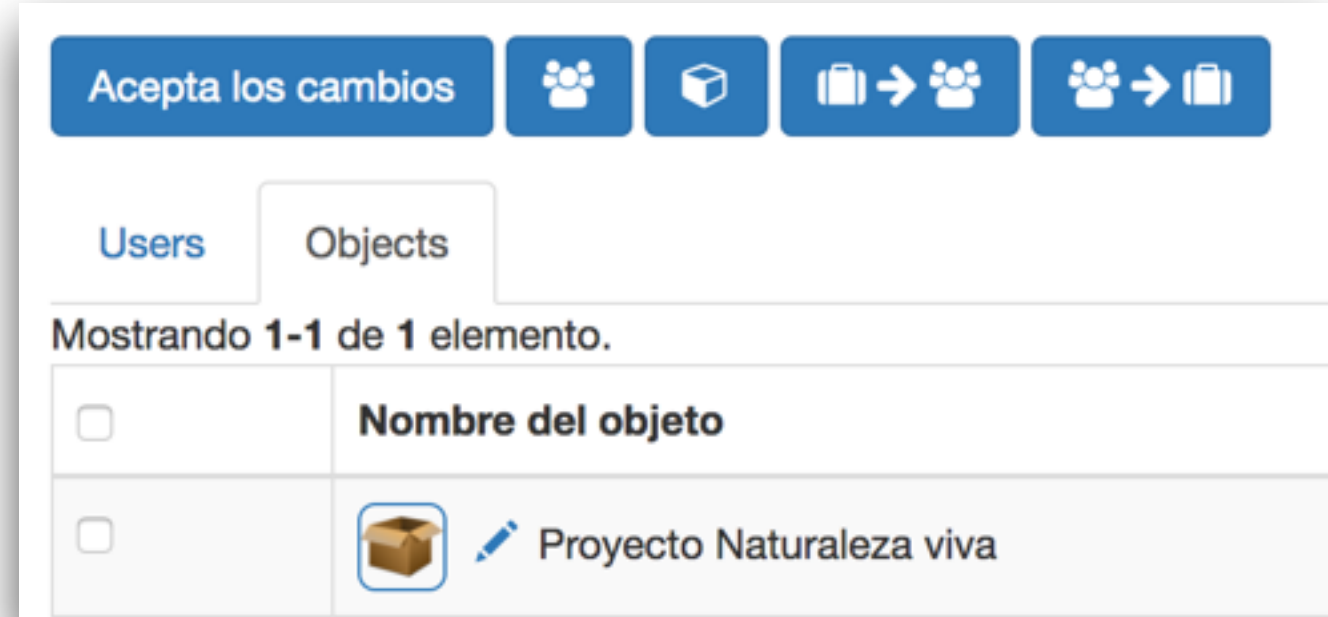 Acepta los cambios
Users Objects
Mostrando 1-1 de 1 elemento.
Nombre del objeto
Proyecto Naturaleza viva